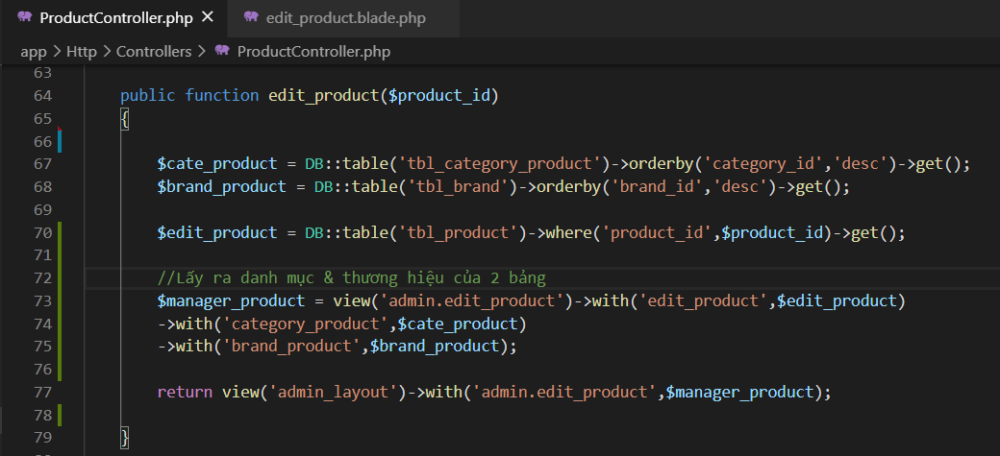 ProductController.php × edit_product.blade.php
app > Http > Controllers > ProductController.php
63
64 public function edit_product($product_id)
65 {
66
67 $cate_product = DB::table('tbl_category_product')->orderby('category_id','desc')->get();
68 $brand_product = DB::table('tbl_brand')->orderby('brand_id','desc')->get();
69
70 $edit_product = DB::table('tbl_product')->where('product_id',$product_id)->get();
71
72 //Lấy ra danh mục & thương hiệu của 2 bảng
73 $manager_product = view('admin.edit_product')->with('edit_product',$edit_product)
74 ->with('category_product',$cate_product)
75 ->with('brand_product',$brand_product);
76
77 return view('admin_layout')->with('admin.edit_product',$manager_product);
78
79 }